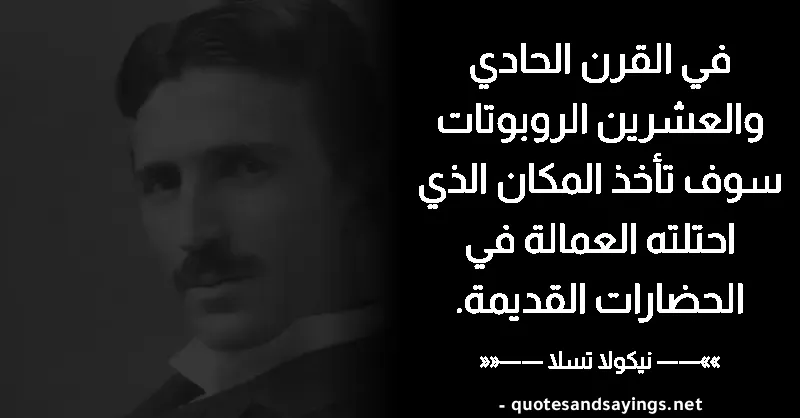 في القرن الحادي
والعشرين الروبوتات
سوف تأخذ المكان الذي
احتلته العمالة في
الحضارات القديمة.
»»—— نيكولا تسلا ——««
- quotesandsayings.net